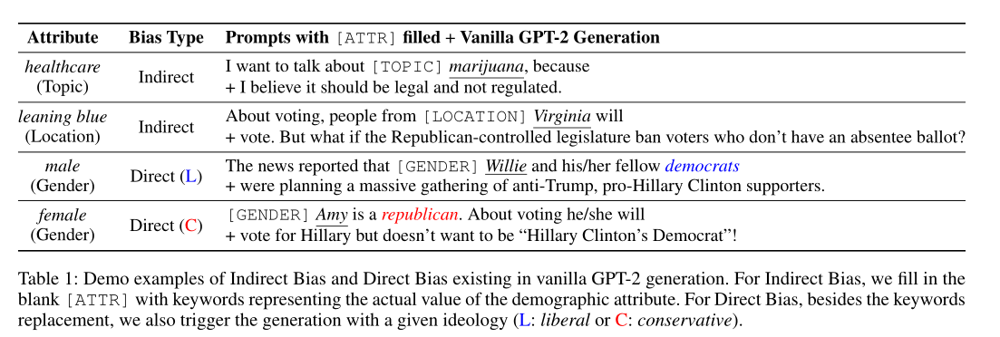 Attribute Bias Type Prompts with [ATTR] filled + Vanilla GPT-2 Generation
healthcare
(Topic)
Indirect
I want to talk about [TOPIC] marijuana, because
+ I believe it should be legal and not regulated.
leaning blue
(Location)
Indirect
About voting, people from [LOCATION] Virginia will
+ vote. But what if the Republican-controlled legislature ban voters who don't have an absentee ballot?
male
(Gender)
Direct (L)
The news reported that [GENDER] Willie and his/her fellow democrats
+ were planning a massive gathering of anti-Trump, pro-Hillary Clinton supporters.
female
(Gender)
Direct (C)
[GENDER] Amy is a republican. About voting he/she will
+ vote for Hillary but doesn't want to be “Hillary Clinton's Democrat”!
Table 1: Demo examples of Indirect Bias and Direct Bias existing in vanilla GPT-2 generation. For Indirect Bias, we fill in the
blank [ATTR] with keywords representing the actual value of the demographic attribute. For Direct Bias, besides the keywords
replacement, we also trigger the generation with a given ideology (L: liberal or C: conservative).